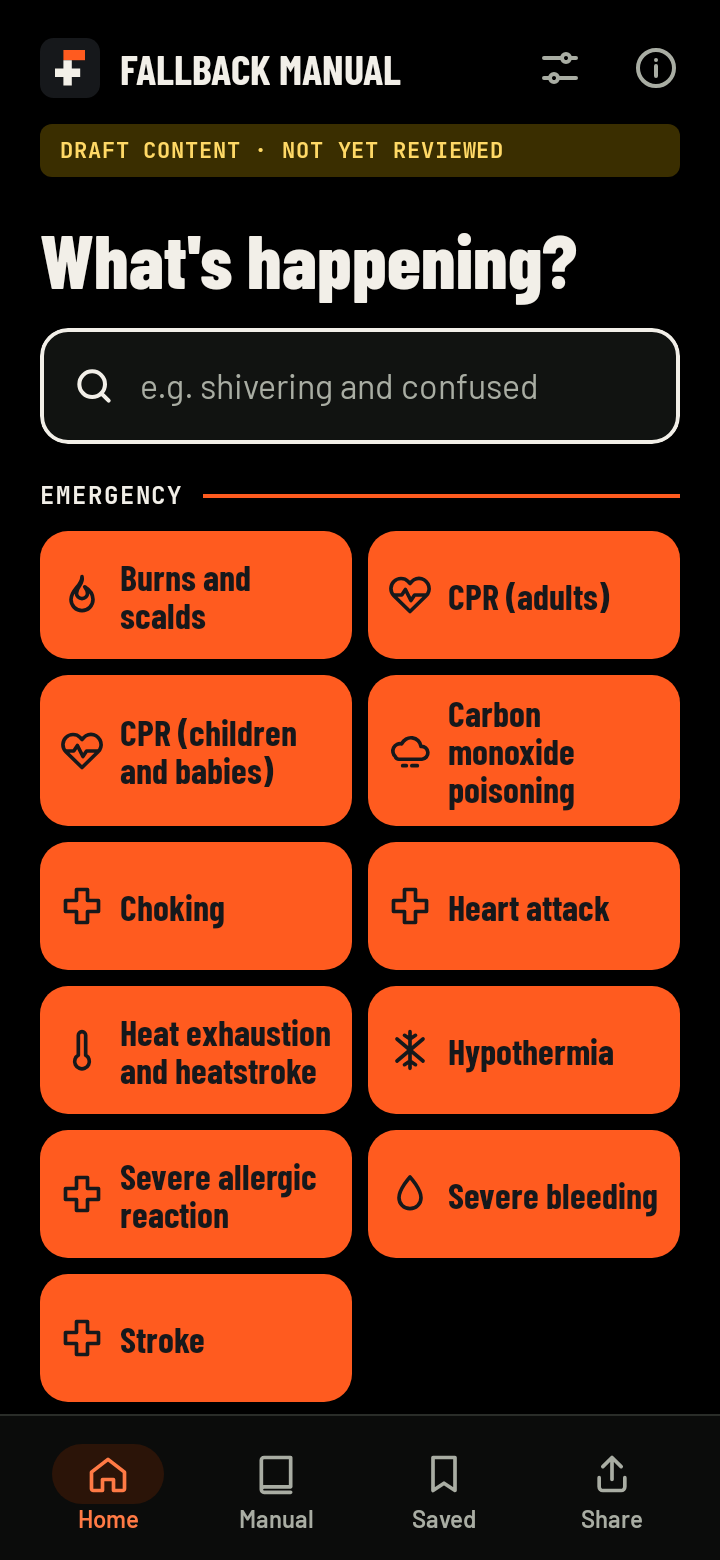 FALLBACK MANUAL
DRAFT CONTENT · NOT YET REVIEWED
What's happening?
e.g. shivering and confused
EMERGENCY
Burns and
scalds
CPR (adults)
CPR (children
and babies)
Carbon
monoxide
poisoning
Choking
Heart attack
Heat exhaustion
and heatstroke
Hypothermia
Severe allergic
reaction
Severe bleeding
Stroke
Home
Manual
Saved
Share